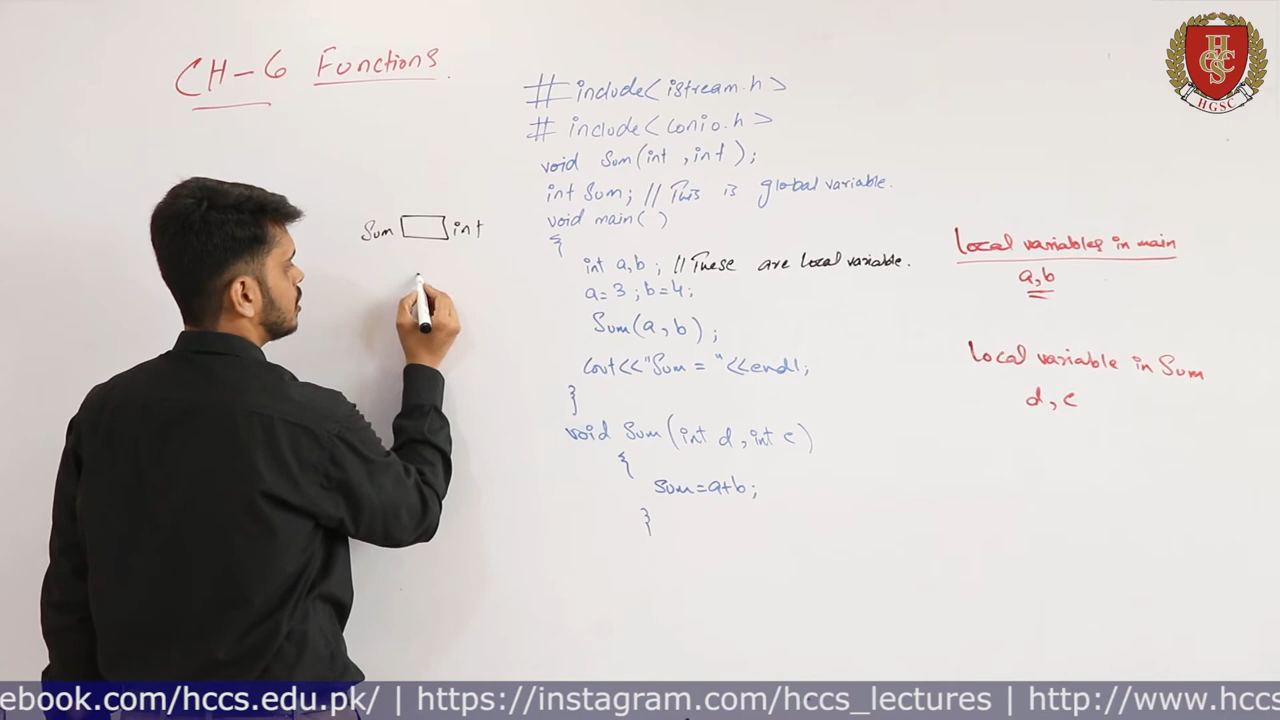 CH-6 Functions.
# include<istream.h>
# include<conio.h>
void Sum(int ,int );
int Sum; // This is global variable.
void main( )
{
int a,b ; // These are local variable.
a=3 ; b=4;
Sum(a, b) ;
cout<<"Sum = "<<endl;
}
void Sum(int d ,int c)
{
Sum=a+b;
}
Sum int
Local variables in main
a,b
Local variable in Sum
d, c
HCCS
HGSC
ebook.com/hccs.edu.pk/ | https://instagram.com/hccs_lectures | http://www.hccs